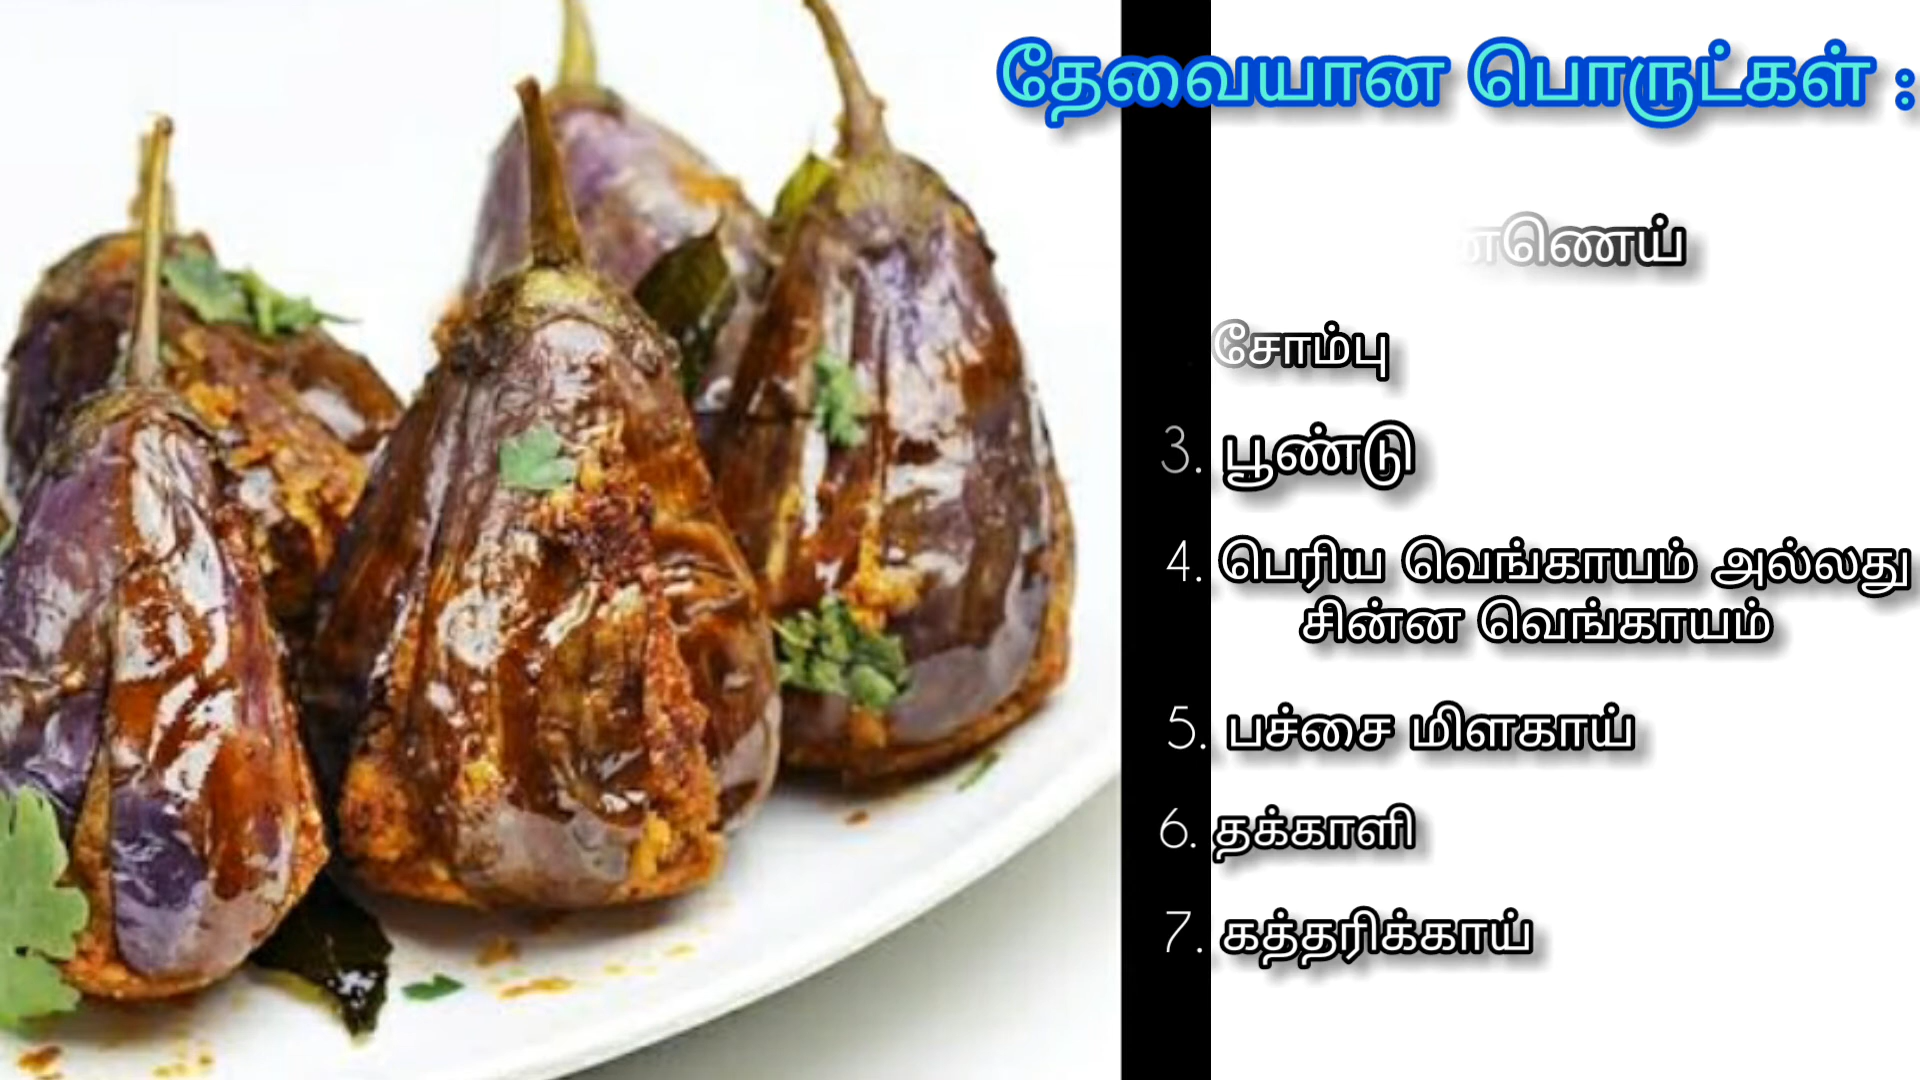 தேவையான பொருட்கள் :
சோம்பு
3. பூண்டு
4. பெரிய வெங்காயம் அல்லது
சின்ன வெங்காயம்
5. பச்சை மிளகாய்
6. தக்காளி
7. கத்தரிக்காய்